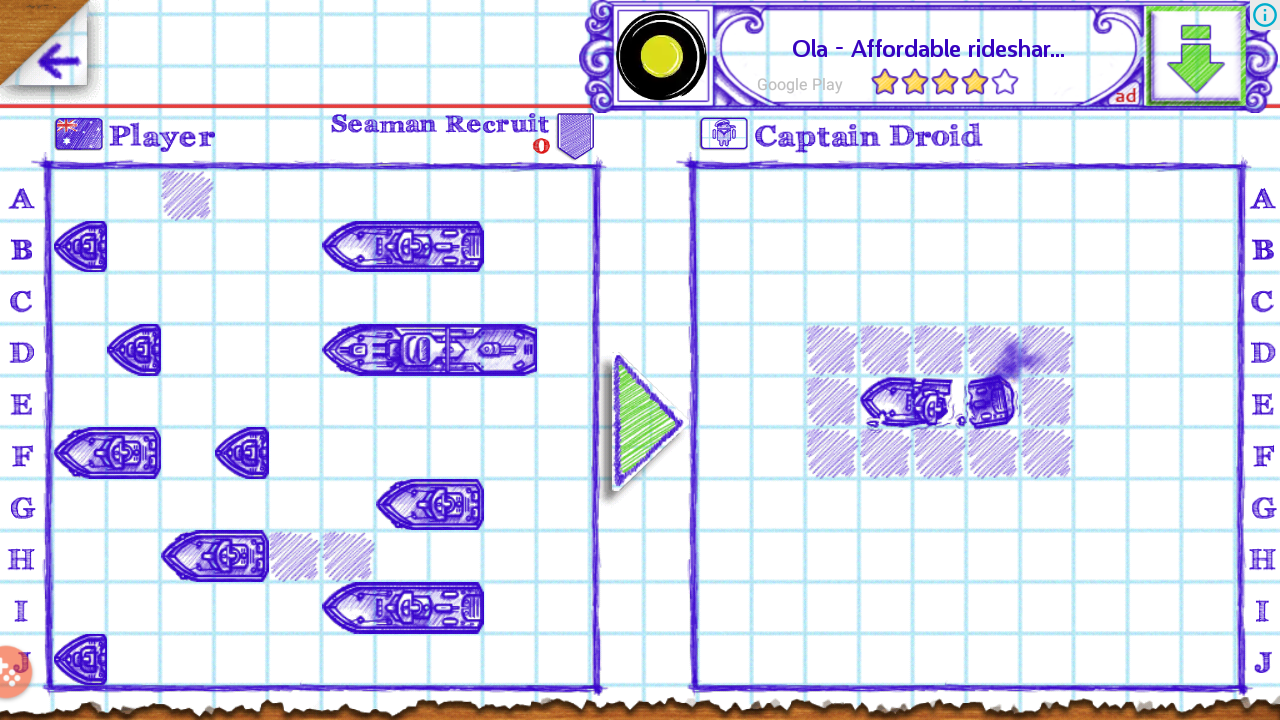 Ola - Affordable rideshar...
Google Play
ad
Player
Seaman Recruit
0
Captain Droid
A
B
C
D
E
F
G
H
I
J
A
B
C
D
E
F
G
H
I
J